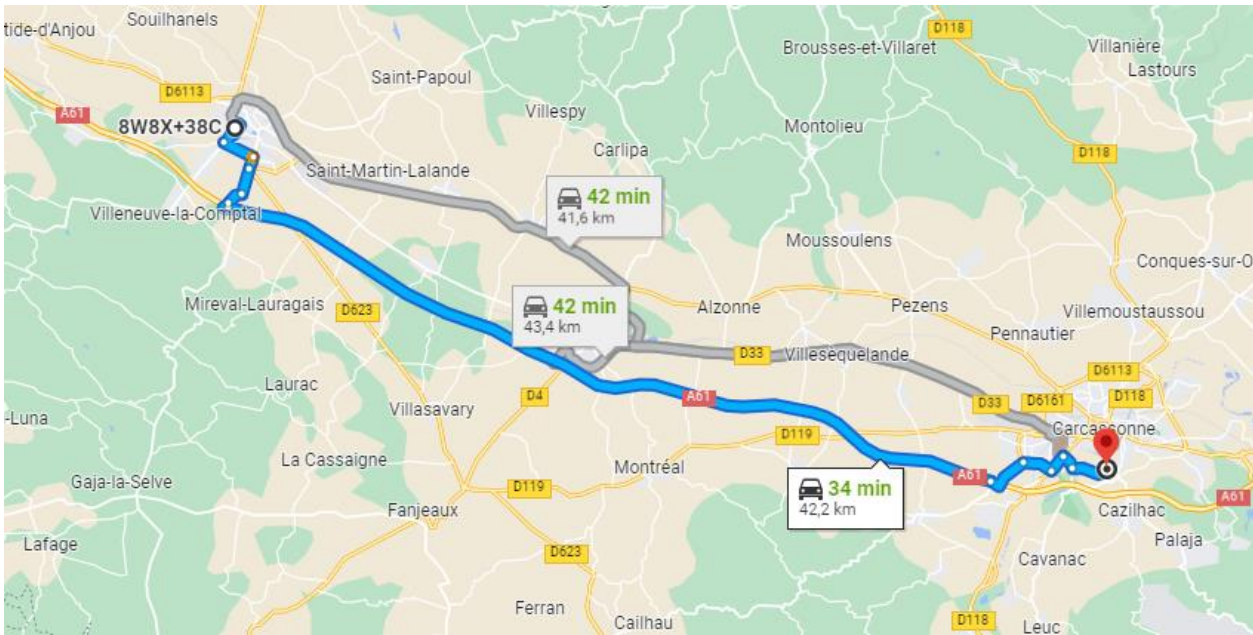 Souilhanels
tide-d'Anjou
D118
Brousses-et-Villaret
Villanière
Lastours
Saint-Papoul
D6113
A61
Villespy
8W8X+38C
Montolieu
Carlipa
D118
Saint-Martin-Lalande
42 min
41,6 km
Villeneuve-la-Comptal
Moussoulens
Conques-sur-O
Mireval-Lauragais
D623
42 min
43,4 km
Alzonne
Pezens
Villemoustaussou
Pennautier
D33
Villesèquelande
Laurac
D6113
D4
A61
D118
D33
D6161
Villasavary
-Luna
Carcassonne
D119
La Cassaigne
Montréal
Gaja-la-Selve
D119
34 min
42,2 km
A61
A61
Fanjeaux
Cazilhac
Lafage
D623
Cavanac
Palaja
Ferran
Cailhau
D118
Leuc